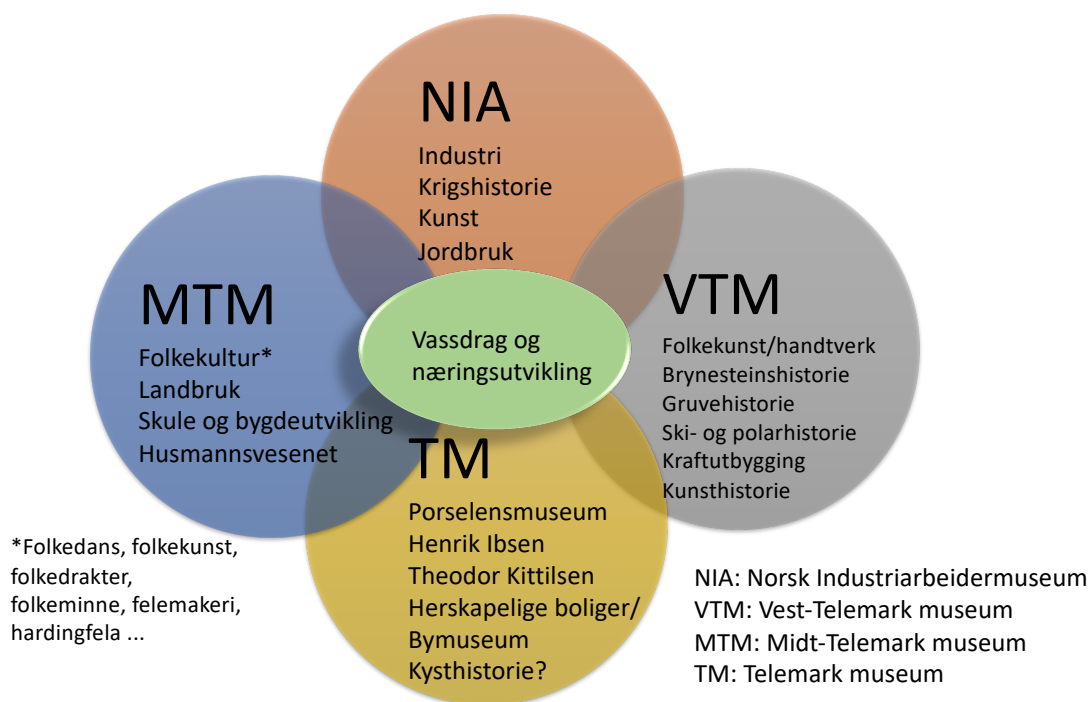 NIA
Industri
Krigshistorie
Kunst
Jordbruk
MTM
Folkekultur*
Landbruk
Skule og bygdeutvikling
Husmannsvesenet
Vassdrag og
næringsutvikling
VTM
Folkekunst/handtverk
Brynesteinshistorie
Gruvehistorie
Ski- og polarhistorie
Kraftutbygging
Kunsthistorie
TM
Porselensmuseum
Henrik Ibsen
Theodor Kittilsen
Herskapelige boliger/
Bymuseum
Kysthistorie?
*Folkedans, folkekunst,
folkedrakter,
folkeminne, felemakeri,
hardingfela ...
NIA: Norsk Industriarbeidermuseum
VTM: Vest-Telemark museum
MTM: Midt-Telemark museum
TM: Telemark museum